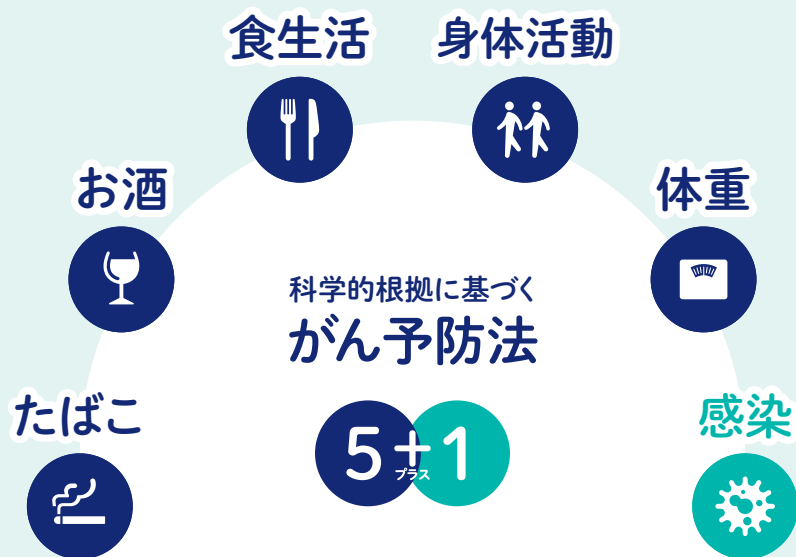 食生活
身体活動
お酒
体重
科学的根拠に基づく
がん予防法
たばこ
5+1
プラス
感染